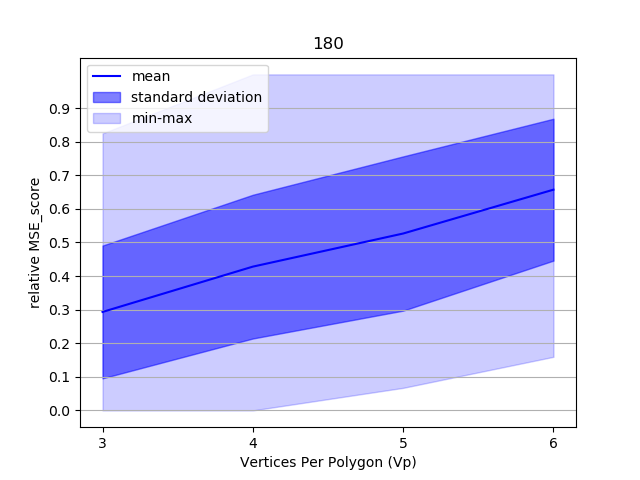 180
mean
standard deviation
min-max
relative MSE_score
0.9
0.8
0.7
0.6
0.5
0.4
0.3
0.2
0.1
0.0
3 4 5 6
Vertices Per Polygon (Vp)